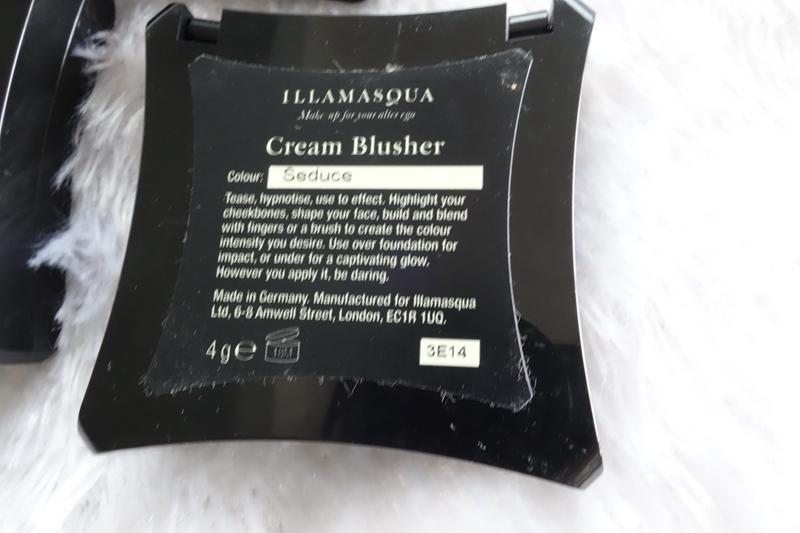 ILLAMASQUA
Make-up for your alter ego
Cream Blusher
Colour: Seduce
Tease, hypnotise, use to effect. Highlight your
cheekbones, shape your face, build and blend
with fingers or a brush to create the colour
intensity you desire. Use over foundation for
impact, or under for a captivating glow.
However you apply it, be daring.
Made in Germany. Manufactured for Illamasqua
Ltd, 6-8 Amwell Street, London, EC1R 1UQ.
4 g ℮
3E14